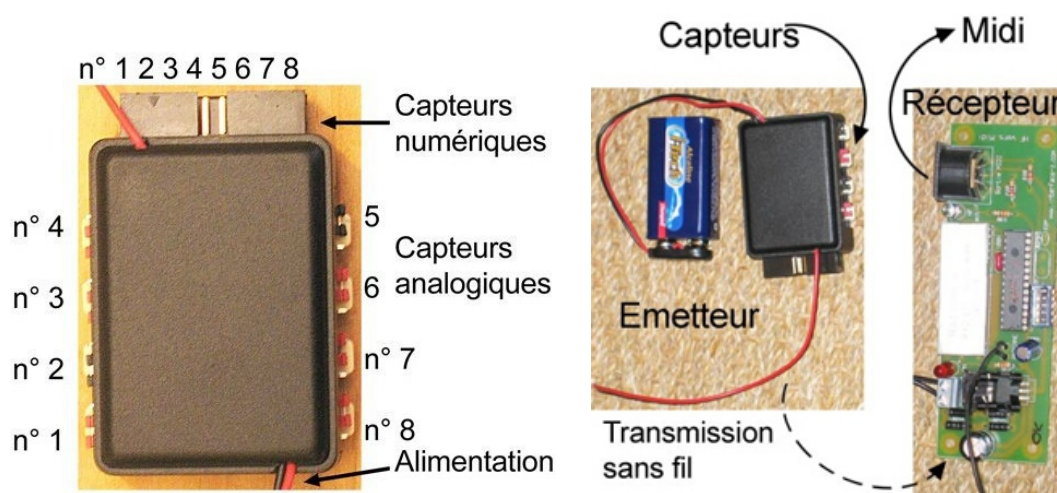 n° 1 2 3 4 5 6 7 8
Capteurs
numériques
n° 4
5
Capteurs
analogiques
n° 3
6
n° 2
n° 7
n° 1
n° 8
Alimentation
Capteurs
Midi
Récepteur
Emetteur
Transmission
sans fil